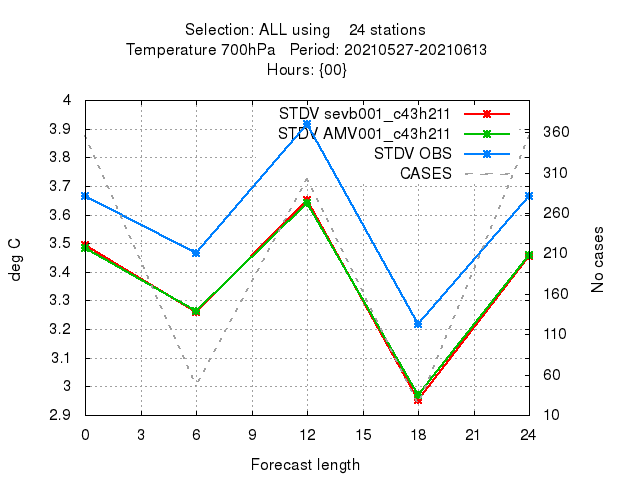 Selection: ALL using    24 stations
Temperature 700hPa   Period: 20210527-20210613
Hours: {00}
STDV sevb001_c43h211
STDV AMV001_c43h211
STDV OBS
CASES
4
3.9
3.8
3.7
3.6
3.5
3.4
3.3
3.2
3.1
3
2.9
deg C
360
310
260
210
160
110
60
10
No cases
0 3 6 9 12 15 18 21 24
Forecast length